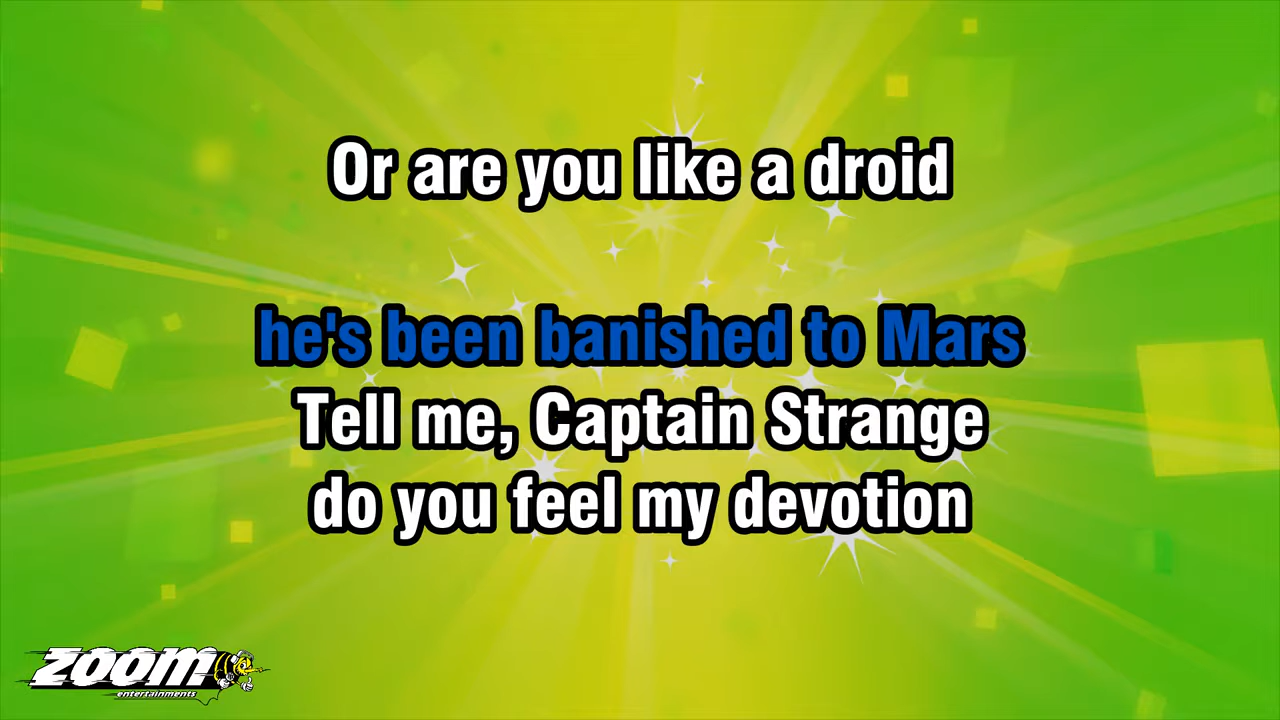 Or are you like a droid
he's been banished to Mars
Tell me, Captain Strange
do you feel my devotion
zoom
entertainments